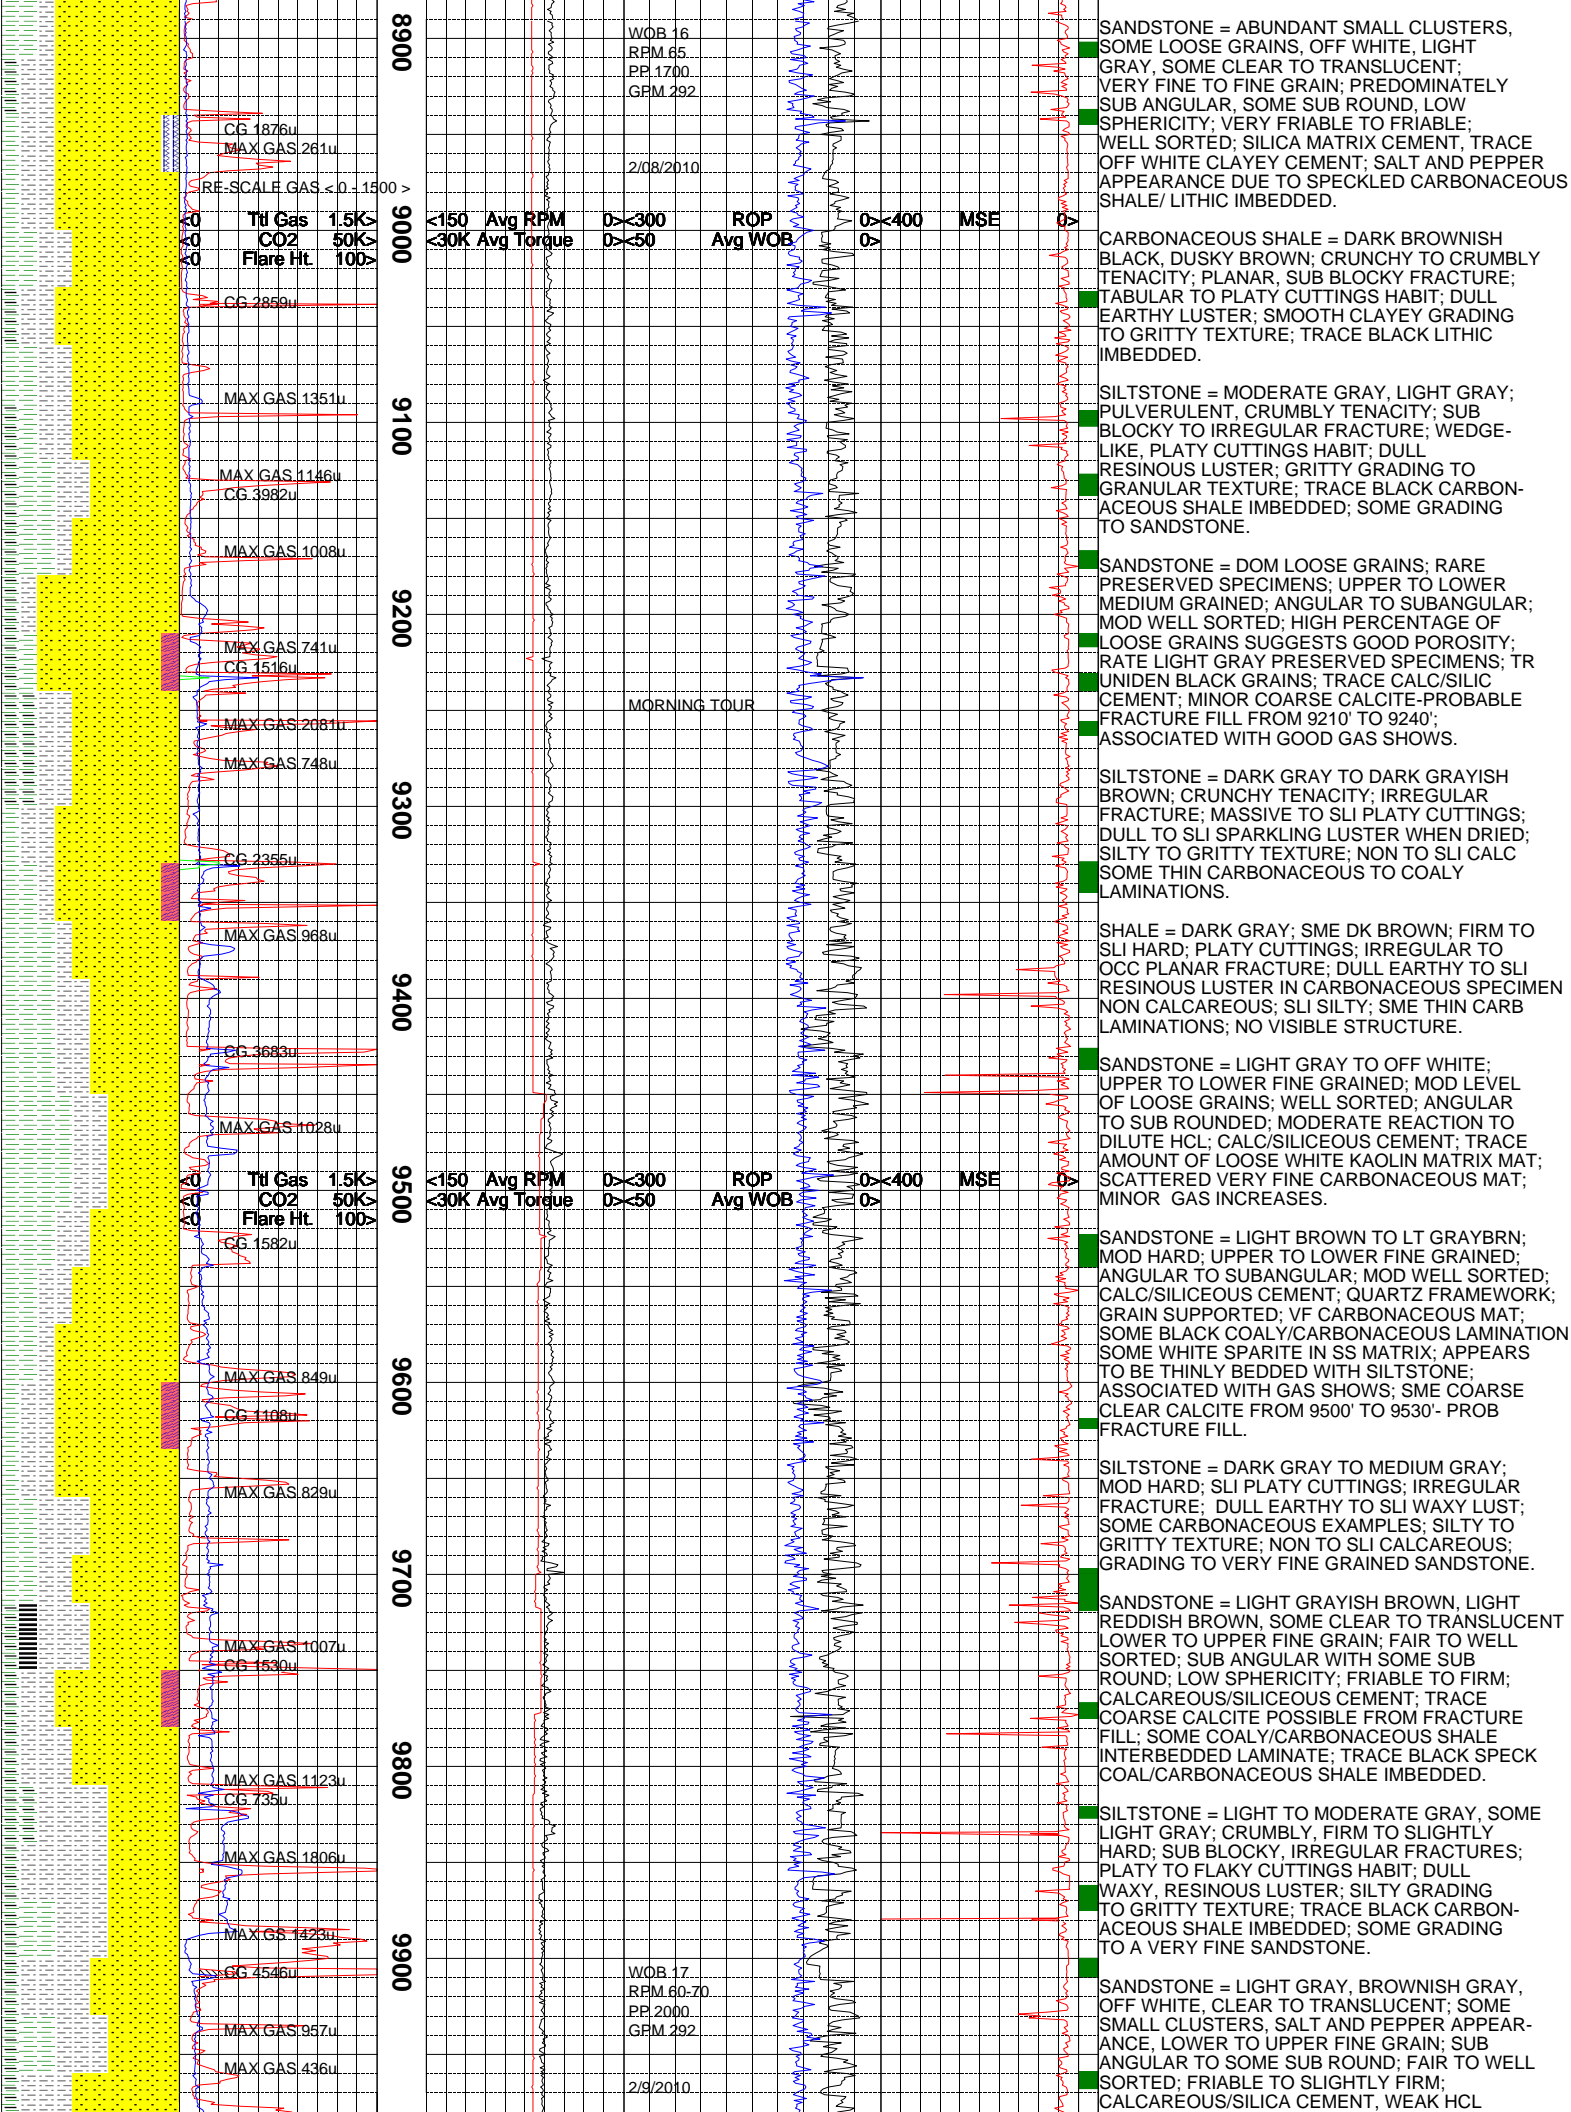 8900
WOB 16
RPM 65
PP 1700
GPM 292
CG 1876u
MAX GAS 261u
2/08/2010
RE-SCALE GAS < 0 - 1500 >
<0 Ttl Gas 1.5K> <150 Avg RPM 0><300 ROP 0><400 MSE 0>
<0 CO2 50K> <30K Avg Torque 0><50 Avg WOB 0>
<0 Flare Ht. 100>
9000
CG 2859u
MAX GAS 1351u
9100
MAX GAS 1146u
CG 3982u
MAX GAS 1008u
9200
MAX GAS 741u
CG 1516u
MORNING TOUR
MAX GAS 2081u
MAX GAS 748u
9300
CG 2355u
MAX GAS 968u
9400
CG 3683u
MAX GAS 1028u
<0 Ttl Gas 1.5K> <150 Avg RPM 0><300 ROP 0><400 MSE 0>
<0 CO2 50K> <30K Avg Torque 0><50 Avg WOB 0>
<0 Flare Ht. 100>
9500
CG 1582u
MAX GAS 849u
9600
CG 1108u
MAX GAS 829u
9700
MAX GAS 1007u
CG 1530u
MAX GAS 1123u
9800
CG 735u
MAX GAS 1806u
MAX GS 1423u
9900
CG 4546u
WOB 17
RPM 60-70
PP 2000
GPM 292
MAX GAS 957u
MAX GAS 436u
2/9/2010
SANDSTONE = ABUNDANT SMALL CLUSTERS,
SOME LOOSE GRAINS, OFF WHITE, LIGHT
GRAY, SOME CLEAR TO TRANSLUCENT;
VERY FINE TO FINE GRAIN; PREDOMINATELY
SUB ANGULAR, SOME SUB ROUND, LOW
SPHERICITY; VERY FRIABLE TO FRIABLE;
WELL SORTED; SILICA MATRIX CEMENT, TRACE
OFF WHITE CLAYEY CEMENT; SALT AND PEPPER
APPEARANCE DUE TO SPECKLED CARBONACEOUS
SHALE/ LITHIC IMBEDDED.
CARBONACEOUS SHALE = DARK BROWNISH
BLACK, DUSKY BROWN; CRUNCHY TO CRUMBLY
TENACITY; PLANAR, SUB BLOCKY FRACTURE;
TABULAR TO PLATY CUTTINGS HABIT; DULL
EARTHY LUSTER; SMOOTH CLAYEY GRADING
TO GRITTY TEXTURE; TRACE BLACK LITHIC
IMBEDDED.
SILTSTONE = MODERATE GRAY, LIGHT GRAY;
PULVERULENT, CRUMBLY TENACITY; SUB
BLOCKY TO IRREGULAR FRACTURE; WEDGE-
LIKE, PLATY CUTTINGS HABIT; DULL
RESINOUS LUSTER; GRITTY GRADING TO
GRANULAR TEXTURE; TRACE BLACK CARBON-
ACEOUS SHALE IMBEDDED; SOME GRADING
TO SANDSTONE.
SANDSTONE = DOM LOOSE GRAINS; RARE
PRESERVED SPECIMENS; UPPER TO LOWER
MEDIUM GRAINED; ANGULAR TO SUBANGULAR;
MOD WELL SORTED; HIGH PERCENTAGE OF
LOOSE GRAINS SUGGESTS GOOD POROSITY;
RATE LIGHT GRAY PRESERVED SPECIMENS; TR
UNIDEN BLACK GRAINS; TRACE CALC/SILIC
CEMENT; MINOR COARSE CALCITE-PROBABLE
FRACTURE FILL FROM 9210' TO 9240';
ASSOCIATED WITH GOOD GAS SHOWS.
SILTSTONE = DARK GRAY TO DARK GRAYISH
BROWN; CRUNCHY TENACITY; IRREGULAR
FRACTURE; MASSIVE TO SLI PLATY CUTTINGS;
DULL TO SLI SPARKLING LUSTER WHEN DRIED;
SILTY TO GRITTY TEXTURE; NON TO SLI CALC
SOME THIN CARBONACEOUS TO COALY
LAMINATIONS.
SHALE = DARK GRAY; SME DK BROWN; FIRM TO
SLI HARD; PLATY CUTTINGS; IRREGULAR TO
OCC PLANAR FRACTURE; DULL EARTHY TO SLI
RESINOUS LUSTER IN CARBONACEOUS SPECIMEN
NON CALCAREOUS; SLI SILTY; SME THIN CARB
LAMINATIONS; NO VISIBLE STRUCTURE.
SANDSTONE = LIGHT GRAY TO OFF WHITE;
UPPER TO LOWER FINE GRAINED; MOD LEVEL
OF LOOSE GRAINS; WELL SORTED; ANGULAR
TO SUB ROUNDED; MODERATE REACTION TO
DILUTE HCL; CALC/SILICEOUS CEMENT; TRACE
AMOUNT OF LOOSE WHITE KAOLIN MATRIX MAT;
SCATTERED VERY FINE CARBONACEOUS MAT;
MINOR GAS INCREASES.
SANDSTONE = LIGHT BROWN TO LT GRAYBRN;
MOD HARD; UPPER TO LOWER FINE GRAINED;
ANGULAR TO SUBANGULAR; MOD WELL SORTED;
CALC/SILICEOUS CEMENT; QUARTZ FRAMEWORK;
GRAIN SUPPORTED; VF CARBONACEOUS MAT;
SOME BLACK COALY/CARBONACEOUS LAMINATION
SOME WHITE SPARITE IN SS MATRIX; APPEARS
TO BE THINLY BEDDED WITH SILTSTONE;
ASSOCIATED WITH GAS SHOWS; SME COARSE
CLEAR CALCITE FROM 9500' TO 9530'- PROB
FRACTURE FILL.
SILTSTONE = DARK GRAY TO MEDIUM GRAY;
MOD HARD; SLI PLATY CUTTINGS; IRREGULAR
FRACTURE; DULL EARTHY TO SLI WAXY LUST;
SOME CARBONACEOUS EXAMPLES; SILTY TO
GRITTY TEXTURE; NON TO SLI CALCAREOUS;
GRADING TO VERY FINE GRAINED SANDSTONE.
SANDSTONE = LIGHT GRAYISH BROWN, LIGHT
REDDISH BROWN, SOME CLEAR TO TRANSLUCENT
LOWER TO UPPER FINE GRAIN; FAIR TO WELL
SORTED; SUB ANGULAR WITH SOME SUB
ROUND; LOW SPHERICITY; FRIABLE TO FIRM;
CALCAREOUS/SILICEOUS CEMENT; TRACE
COARSE CALCITE POSSIBLE FROM FRACTURE
FILL; SOME COALY/CARBONACEOUS SHALE
INTERBEDDED LAMINATE; TRACE BLACK SPECK
COAL/CARBONACEOUS SHALE IMBEDDED.
SILTSTONE = LIGHT TO MODERATE GRAY, SOME
LIGHT GRAY; CRUMBLY, FIRM TO SLIGHTLY
HARD; SUB BLOCKY, IRREGULAR FRACTURES;
PLATY TO FLAKY CUTTINGS HABIT; DULL
WAXY, RESINOUS LUSTER; SILTY GRADING
TO GRITTY TEXTURE; TRACE BLACK CARBON-
ACEOUS SHALE IMBEDDED; SOME GRADING
TO A VERY FINE SANDSTONE.
SANDSTONE = LIGHT GRAY, BROWNISH GRAY,
OFF WHITE, CLEAR TO TRANSLUCENT; SOME
SMALL CLUSTERS, SALT AND PEPPER APPEAR-
ANCE, LOWER TO UPPER FINE GRAIN; SUB
ANGULAR TO SOME SUB ROUND; FAIR TO WELL
SORTED; FRIABLE TO SLIGHTLY FIRM;
CALCAREOUS/SILICA CEMENT, WEAK HCL